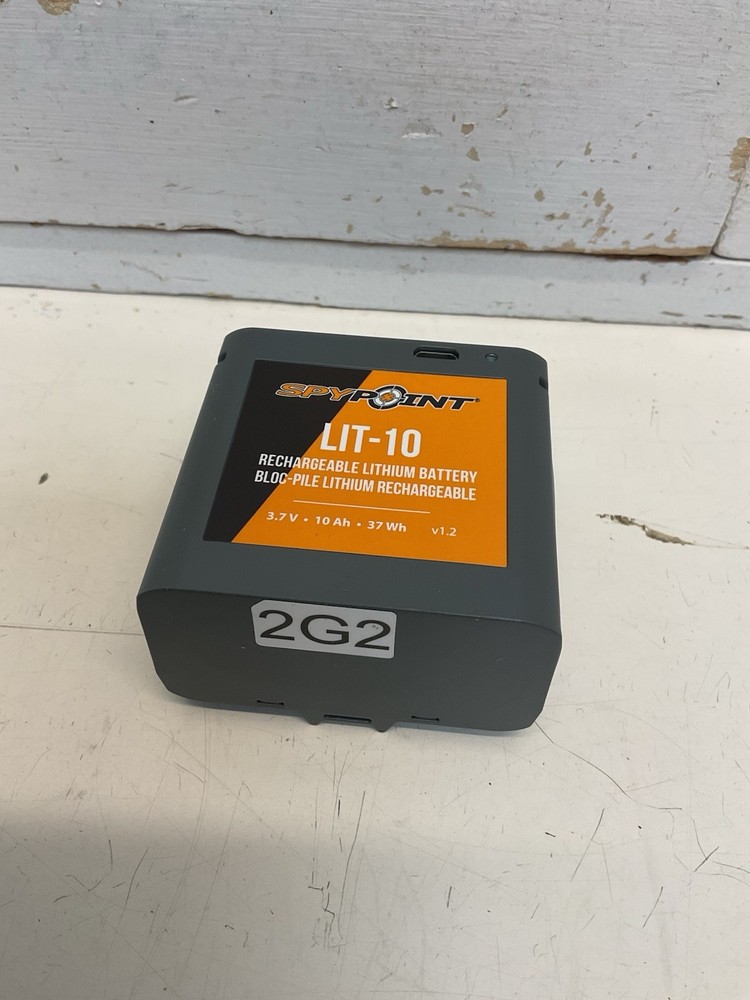 SPYPOINT®
LIT-10
RECHARGEABLE LITHIUM BATTERY
BLOC-PILE LITHIUM RECHARGEABLE
3.7 V • 10 Ah • 37 Wh v1.2
2G2